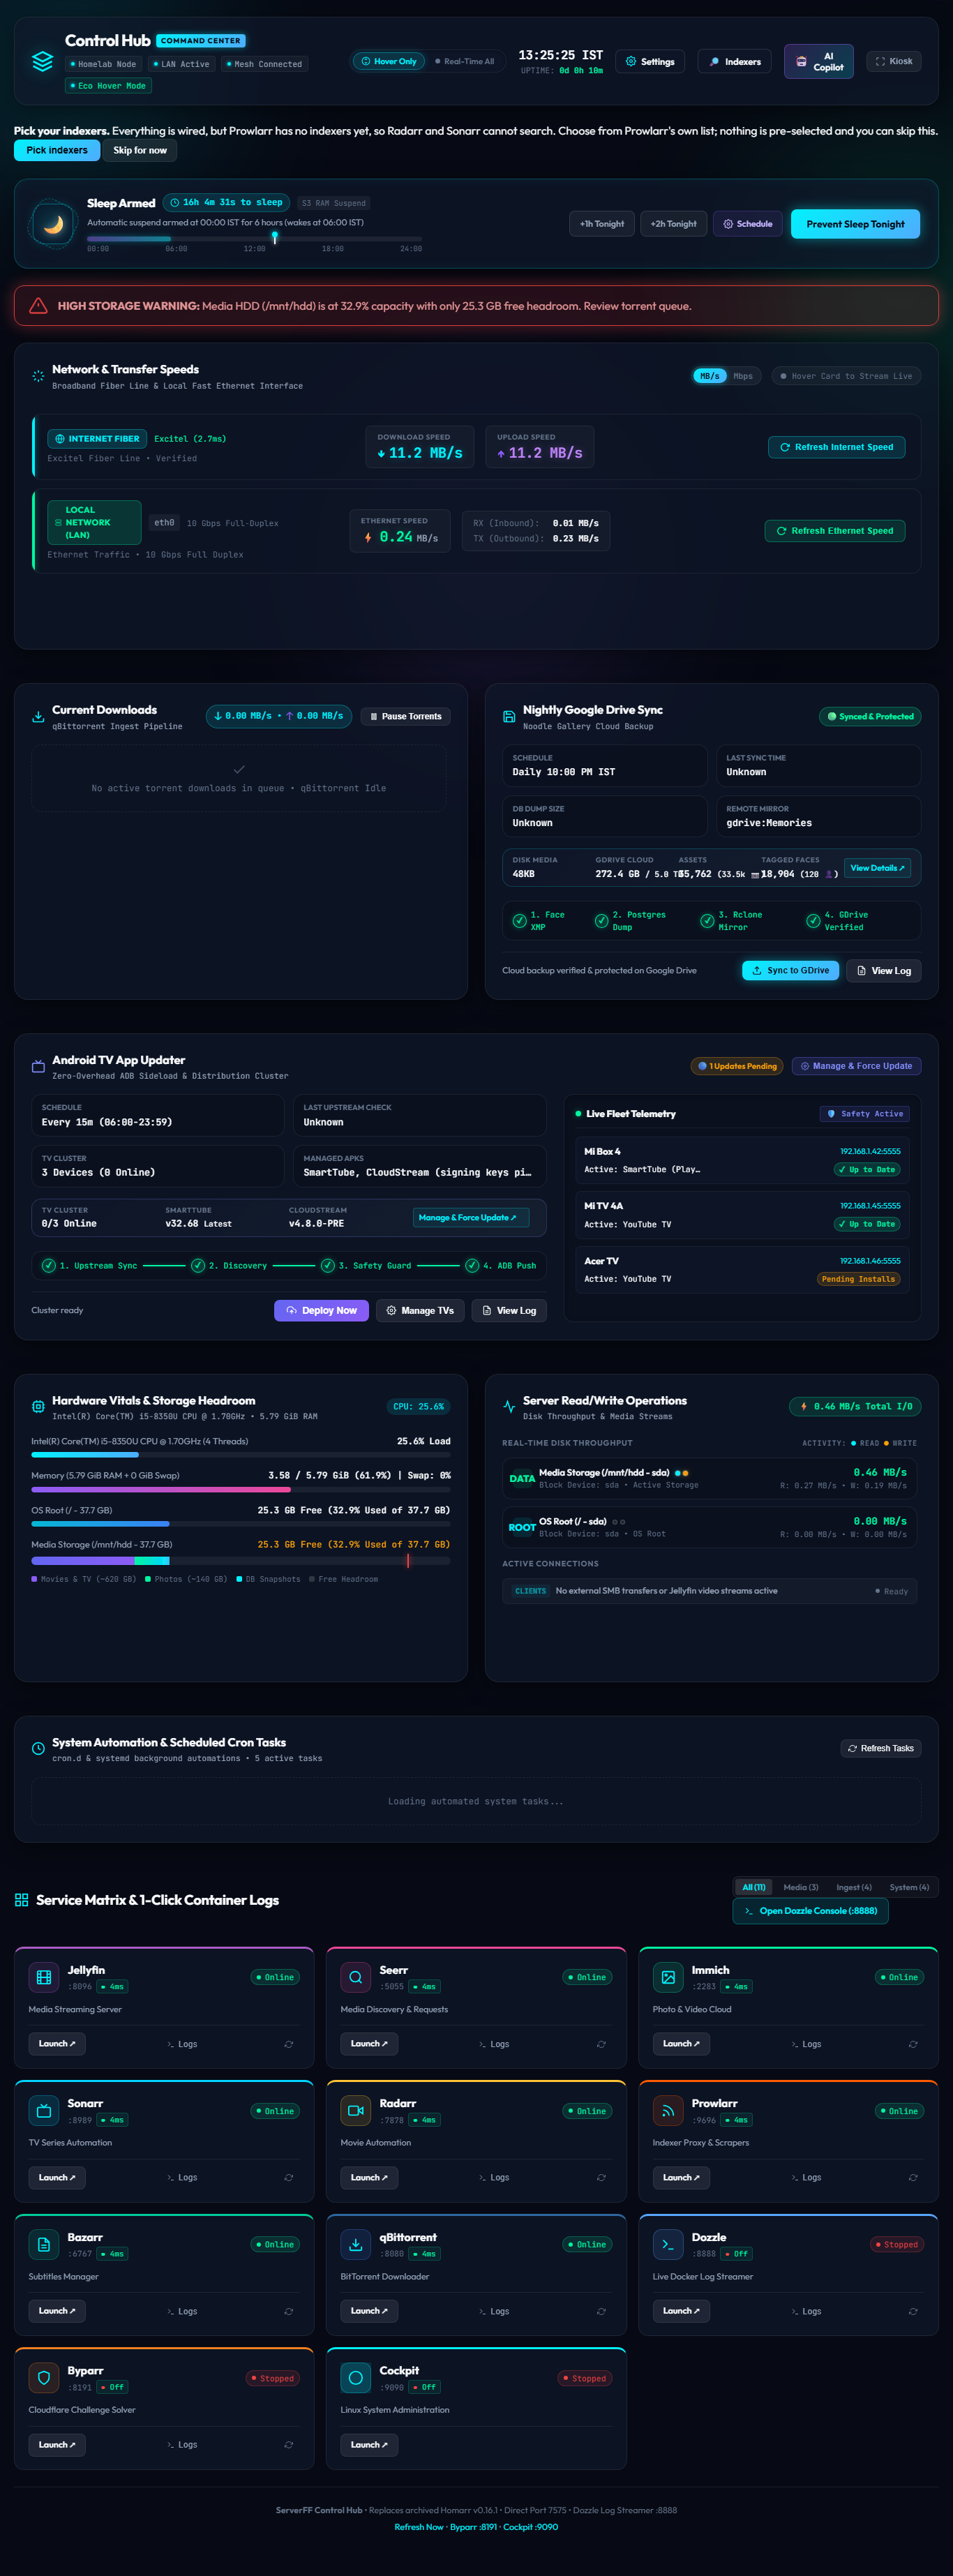 Control Hub COMMAND CENTER
Homelab Node LAN Active Mesh Connected
Eco Hover Mode
Hover Only Real-Time All
13:25:25 IST
UPTIME: 0d 0h 10m
Settings Indexers AI Copilot Kiosk
Pick your indexers. Everything is wired, but Prowlarr has no indexers yet, so Radarr and Sonarr cannot search. Choose from Prowlarr's own list; nothing is pre-selected and you can skip this.
Pick indexers Skip for now
Sleep Armed 16h 4m 31s to sleep S3 RAM Suspend
Automatic suspend armed at 00:00 IST for 6 hours (wakes at 06:00 IST)
00:00 06:00 12:00 18:00 24:00
+1h Tonight +2h Tonight Schedule Prevent Sleep Tonight
HIGH STORAGE WARNING: Media HDD (/mnt/hdd) is at 32.9% capacity with only 25.3 GB free headroom. Review torrent queue.
Network & Transfer Speeds
Broadband Fiber Line & Local Fast Ethernet Interface
MB/s Mbps Hover Card to Stream Live
INTERNET FIBER Excitel (2.7ms)
Excitel Fiber Line • Verified
DOWNLOAD SPEED
↓ 11.2 MB/s
UPLOAD SPEED
↑ 11.2 MB/s
Refresh Internet Speed
LOCAL NETWORK (LAN) eth0 10 Gbps Full-Duplex
Ethernet Traffic • 10 Gbps Full Duplex
ETHERNET SPEED
0.24 MB/s
RX (Inbound): 0.01 MB/s
TX (Outbound): 0.23 MB/s
Refresh Ethernet Speed
Current Downloads
qBittorrent Ingest Pipeline
↓ 0.00 MB/s • ↑ 0.00 MB/s Pause Torrents
No active torrent downloads in queue • qBittorrent Idle
Nightly Google Drive Sync
Noodle Gallery Cloud Backup
Synced & Protected
SCHEDULE
Daily 10:00 PM IST
LAST SYNC TIME
Unknown
DB DUMP SIZE
Unknown
REMOTE MIRROR
gdrive:Memories
DISK MEDIA GDRIVE CLOUD ASSETS TAGGED FACES
48KB 272.4 GB / 5.0 TB 35,762 (33.5k 18,904 (120 )
View Details ↗
1. Face XMP
2. Postgres Dump
3. Rclone Mirror
4. GDrive Verified
Cloud backup verified & protected on Google Drive
Sync to GDrive View Log
Android TV App Updater
Zero-Overhead ADB Sideload & Distribution Cluster
1 Updates Pending Manage & Force Update
SCHEDULE
Every 15m (06:00-23:59)
LAST UPSTREAM CHECK
Unknown
TV CLUSTER
3 Devices (0 Online)
MANAGED APKS
SmartTube, CloudStream (signing keys pi…
TV CLUSTER SMARTTUBE CLOUDSTREAM
0/3 Online v32.68 Latest v4.8.0-PRE
Manage & Force Update ↗
1. Upstream Sync 2. Discovery 3. Safety Guard 4. ADB Push
Cluster ready
Deploy Now Manage TVs View Log
Live Fleet Telemetry Safety Active
Mi Box 4 192.168.1.42:5555
Active: SmartTube (Play… ✓ Up to Date
Mi TV 4A 192.168.1.45:5555
Active: YouTube TV ✓ Up to Date
Acer TV 192.168.1.46:5555
Active: YouTube TV Pending Installs
Hardware Vitals & Storage Headroom
Intel(R) Core(TM) i5-8350U CPU @ 1.70GHz • 5.79 GiB RAM
CPU: 25.6%
Intel(R) Core(TM) i5-8350U CPU @ 1.70GHz (4 Threads) 25.6% Load
Memory (5.79 GiB RAM + 0 GiB Swap) 3.58 / 5.79 GiB (61.9%) | Swap: 0%
OS Root (/ - 37.7 GB) 25.3 GB Free (32.9% Used of 37.7 GB)
Media Storage (/mnt/hdd - 37.7 GB) 25.3 GB Free (32.9% Used of 37.7 GB)
Movies & TV (~620 GB) Photos (~140 GB) DB Snapshots Free Headroom
Server Read/Write Operations
Disk Throughput & Media Streams
0.46 MB/s Total I/O
REAL-TIME DISK THROUGHPUT ACTIVITY: READ WRITE
DATA Media Storage (/mnt/hdd - sda) 0.46 MB/s
Block Device: sda • Active Storage R: 0.27 MB/s • W: 0.19 MB/s
ROOT OS Root (/ - sda) 0.00 MB/s
Block Device: sda • OS Root R: 0.00 MB/s • W: 0.00 MB/s
ACTIVE CONNECTIONS
CLIENTS No external SMB transfers or Jellyfin video streams active Ready
System Automation & Scheduled Cron Tasks
cron.d & systemd background automations • 5 active tasks
Refresh Tasks
Loading automated system tasks...
Service Matrix & 1-Click Container Logs
All (11) Media (3) Ingest (4) System (4)
Open Dozzle Console (:8888)
Jellyfin Online
:8096 4ms
Media Streaming Server
Launch ↗ Logs
Seerr Online
:5055 4ms
Media Discovery & Requests
Launch ↗ Logs
Immich Online
:2283 4ms
Photo & Video Cloud
Launch ↗ Logs
Sonarr Online
:8989 4ms
TV Series Automation
Launch ↗ Logs
Radarr Online
:7878 4ms
Movie Automation
Launch ↗ Logs
Prowlarr Online
:9696 4ms
Indexer Proxy & Scrapers
Launch ↗ Logs
Bazarr Online
:6767 4ms
Subtitles Manager
Launch ↗ Logs
qBittorrent Online
:8080 4ms
BitTorrent Downloader
Launch ↗ Logs
Dozzle Stopped
:8888 Off
Live Docker Log Streamer
Launch ↗ Logs
Byparr Stopped
:8191 Off
Cloudflare Challenge Solver
Launch ↗ Logs
Cockpit Stopped
:9090 Off
Linux System Administration
Launch ↗
ServerFF Control Hub • Replaces archived Homarr v0.16.1 • Direct Port 7575 • Dozzle Log Streamer :8888
Refresh Now · Byparr :8191 · Cockpit :9090